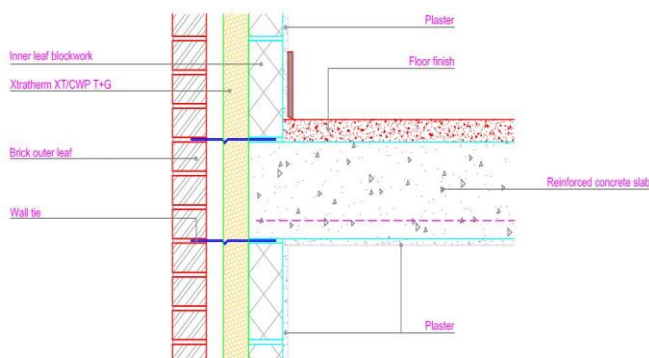 Plaster
Inner leaf blockwork
Floor finish
Xtratherm XT/CWP T+G
Brick outer leaf
Reinforced concrete slab
Wall tie
Plaster